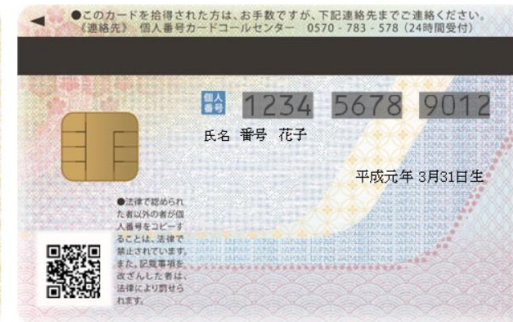 ●このカードを拾得された方は、お手数ですが、下記連絡先までご連絡ください。
《連絡先》 個人番号カードコールセンター 0570-783-578 (24時間受付)
個人番号 1234 5678 9012
氏名 番号 花子
平成元年 3月31日生
●法律で認められ
た者以外の者が個
人番号をコピーす
ることは、法律で
禁止されています。
また、記載事項を
改ざんした者は、
法律により罰せら
れます。